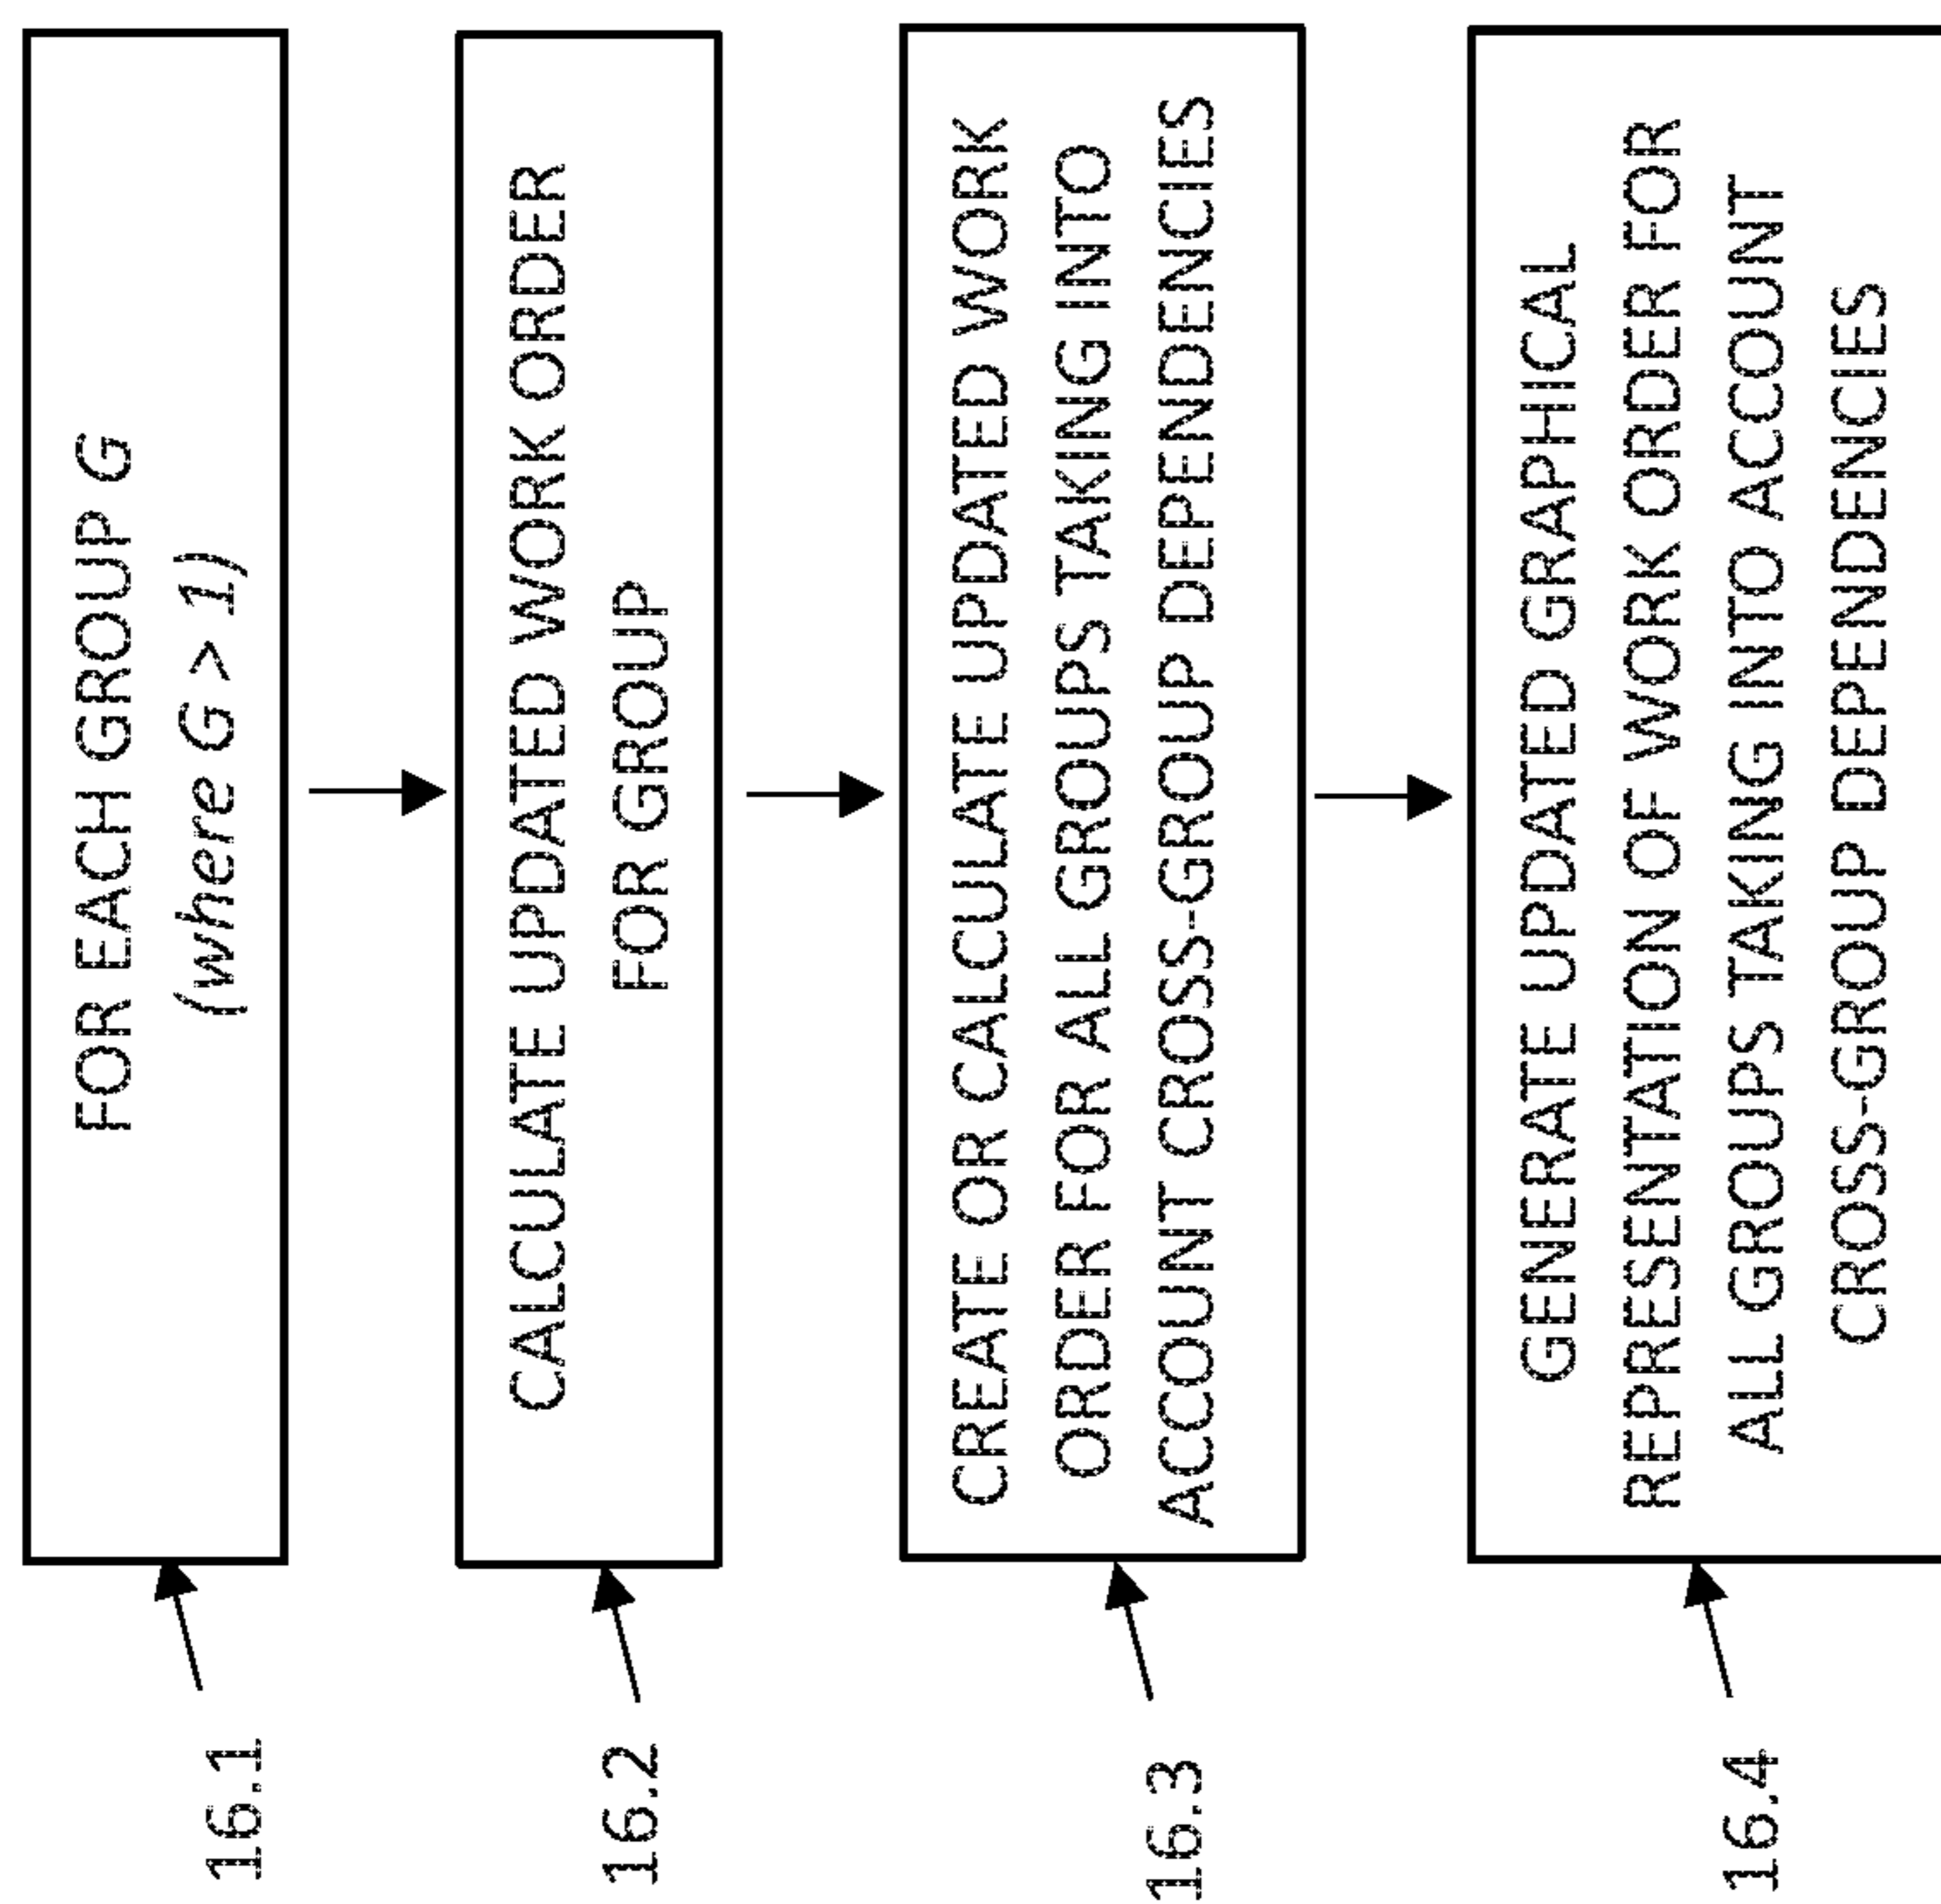 16.1
FOR EACH GROUP G
(where G > 1)
16.2
CALCULATE UPDATED WORK ORDER
FOR GROUP
16.3
CREATE OR CALCULATE UPDATED WORK
ORDER FOR ALL GROUPS TAKING INTO
ACCOUNT CROSS-GROUP DEPENDENCIES
16.4
GENERATE UPDATED GRAPHICAL
REPRESENTATION OF WORK ORDER FOR
ALL GROUPS TAKING INTO ACCOUNT
CROSS-GROUP DEPENDENCIES